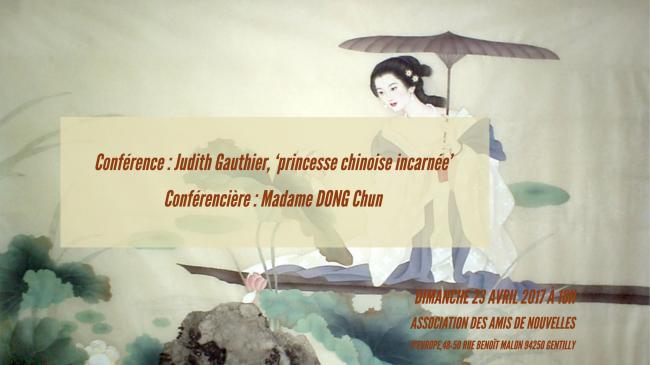 Conférence : Judith Gauthier, ‘princesse chinoise incarnée’
Conférencière : Madame DONG Chun
DIMANCHE 23 AVRIL 2017 À
ASSOCIATION DES AMIS DE NOUVELLES
D'EUROPE,48-50 RUE BENOÎT MALON 94250 GENTILLY